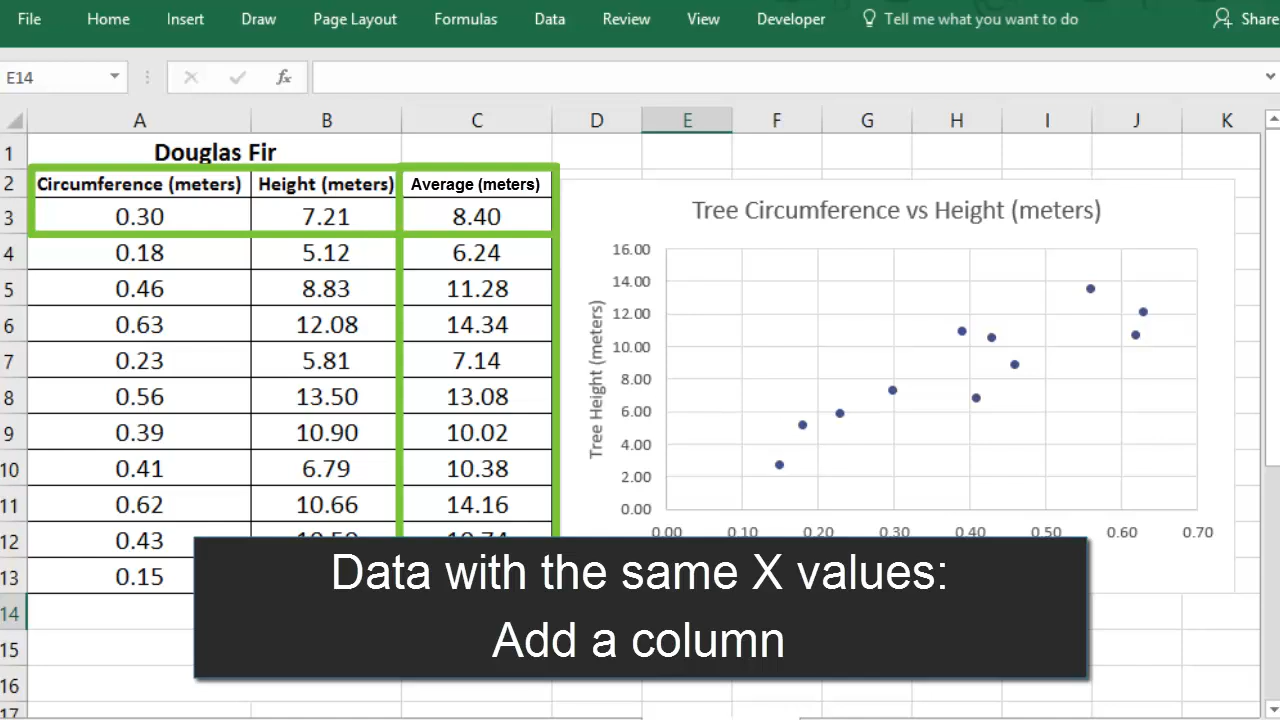 File Home Insert Draw Page Layout Formulas Data Review View Developer Tell me what you want to do Share
E14 fx
A B C D E F G H I J K
1 Douglas Fir
2 Circumference (meters) Height (meters) Average (meters)
3 0.30 7.21 8.40
4 0.18 5.12 6.24
5 0.46 8.83 11.28
6 0.63 12.08 14.34
7 0.23 5.81 7.14
8 0.56 13.50 13.08
9 0.39 10.90 10.02
10 0.41 6.79 10.38
11 0.62 10.66 14.16
12 0.43
13 0.15
14
15
16
17
Tree Circumference vs Height (meters)
Tree Height (meters)
16.00
14.00
12.00
10.00
8.00
6.00
4.00
2.00
0.00
0.00 0.10 0.20 0.30 0.40 0.50 0.60 0.70
Data with the same X values:
Add a column